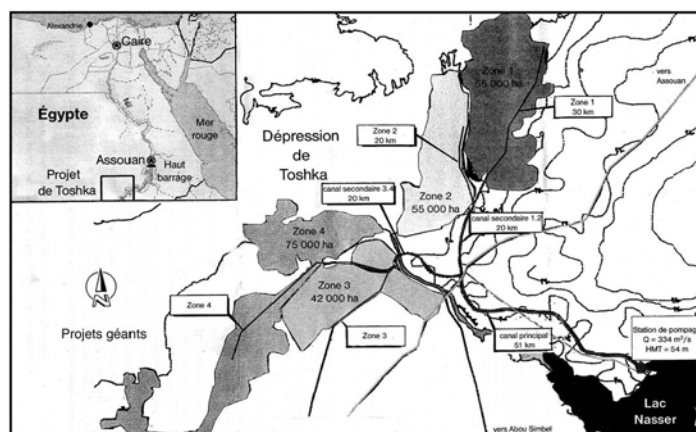 Alexandrie
Caire
Nil
Égypte
Mer
rouge
Assouan
Haut
barrage
Projet
de Toshka
Dépression
de
Toshka
Zone 1
55 000 ha
vers
Assouan
Zone 1
30 km
Zone 2
20 km
Zone 2
55 000 ha
canal secondaire 3.4
20 km
canal secondaire 1.2
20 km
Zone 4
75 000 ha
Zone 3
42 000 ha
N
Zone 4
Projets géants
Zone 3
canal principal
51 km
Station de pompag
Q = 334 m³/s
HMT = 54 m
Lac
Nasser
vers Abou Simbel